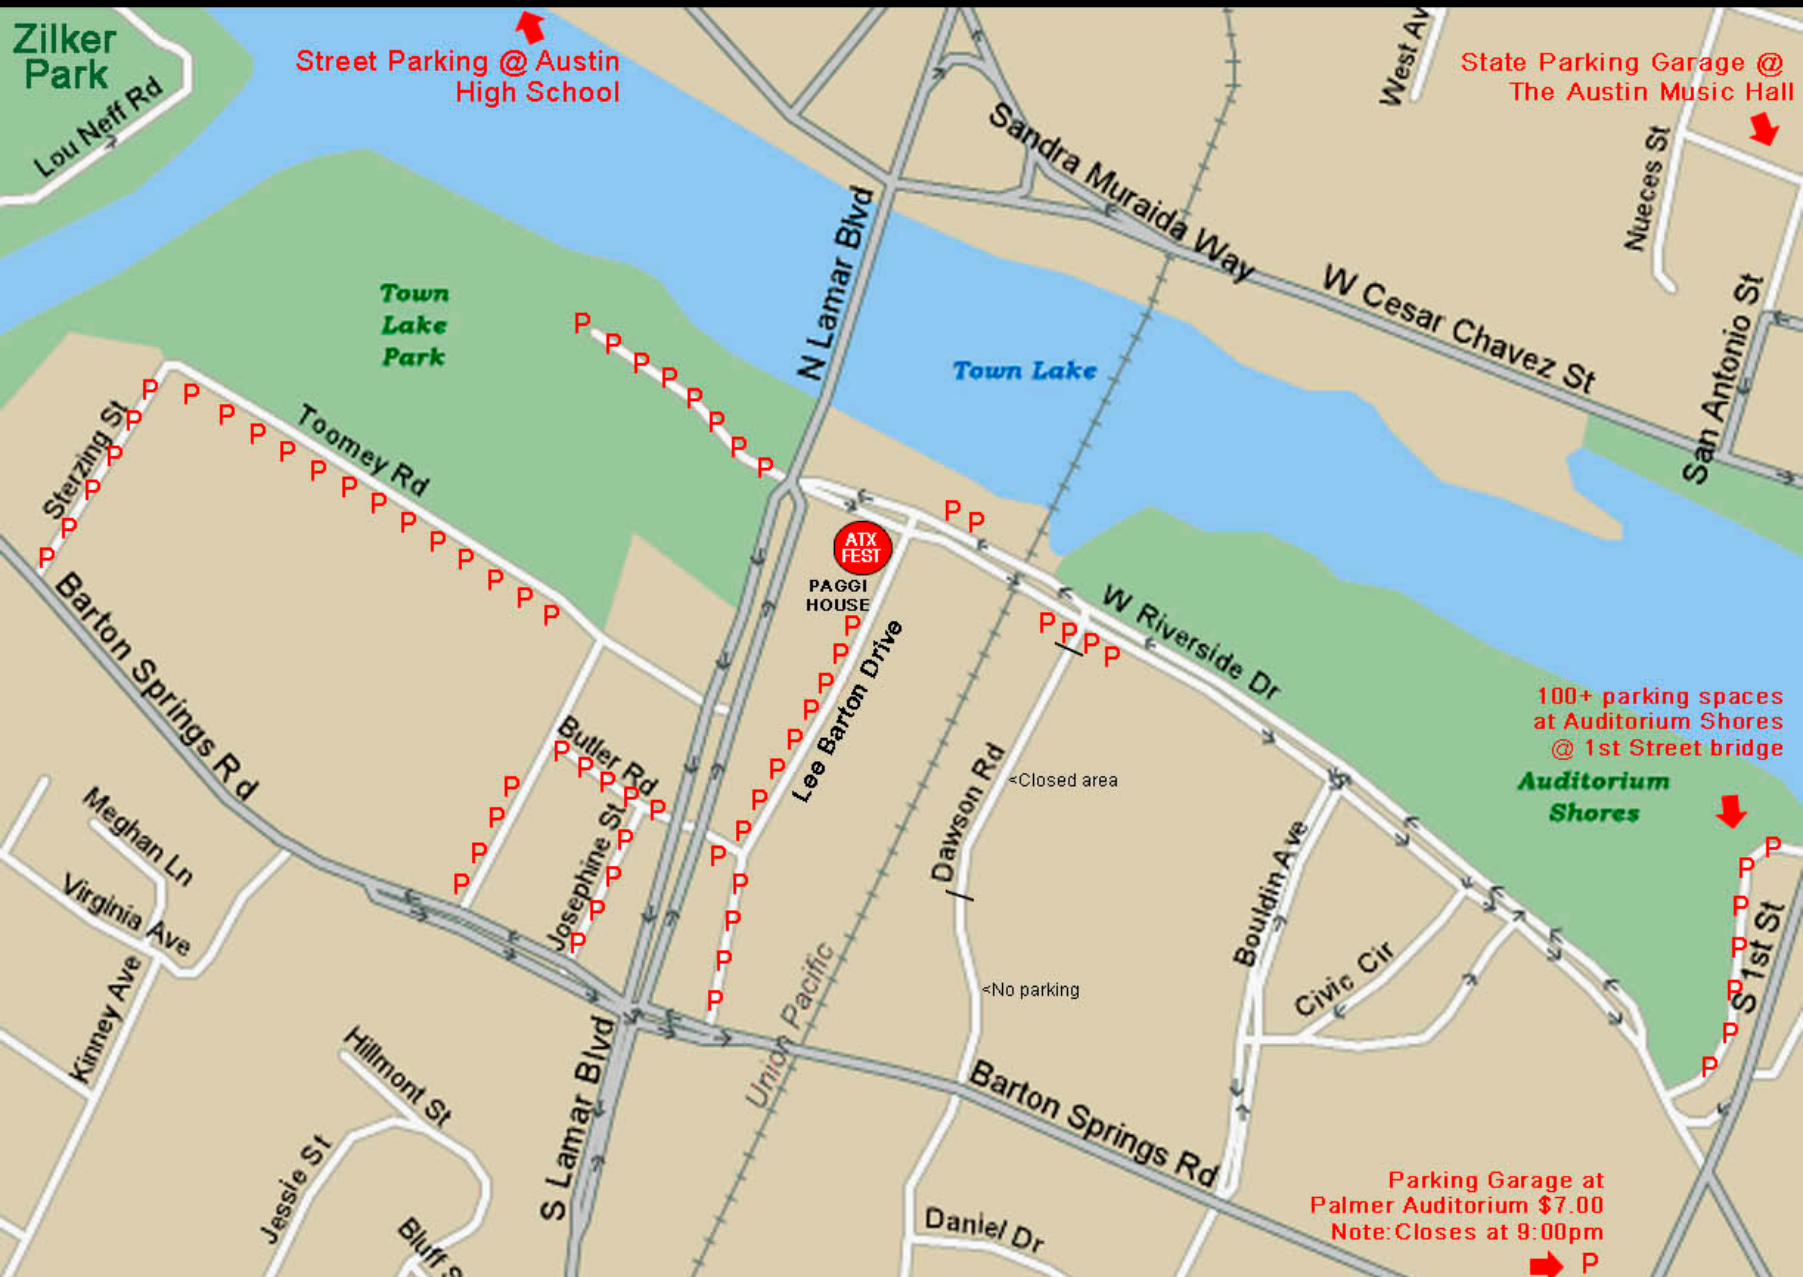 Zilker
Park
Lou Neff Rd
Street Parking @ Austin
High School
State Parking Garage @
The Austin Music Hall
West Av
Nueces St
Sandra Muraida Way
W Cesar Chavez St
San Antonio St
N Lamar Blvd
Town
Lake
Park
Town Lake
Sterzing St
Toomey Rd
ATX
FEST
PAGGI
HOUSE
Lee Barton Drive
W Riverside Dr
100+ parking spaces
at Auditorium Shores
@ 1st Street bridge
Auditorium
Shores
Barton Springs Rd
Butler Rd
Josephine St
Dawson Rd
<Closed area
<No parking
Bouldin Ave
Civic Cir
S 1st St
Meghan Ln
Virginia Ave
Kinney Ave
Hillmont St
Jessie St
Bluff S
S Lamar Blvd
Union Pacific
Barton Springs Rd
Daniel Dr
Parking Garage at
Palmer Auditorium $7.00
Note:Closes at 9:00pm
P